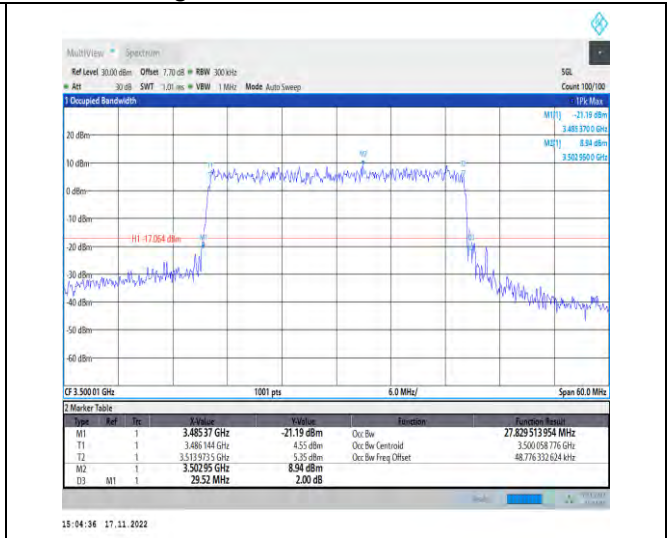 MultiView Spectrum
Ref Level 30.00 dBm Offset 7.70 dB RBW 300 kHz SGL
Att 30 dB SWT 1.01 ms VBW 1 MHz Mode Auto Sweep Count 100/100
1 Occupied Bandwidth 1Pk Max
M1[1] -21.19 dBm
3.485 370 0 GHz
20 dBm
M2[1] 8.94 dBm
3.502 950 0 GHz
10 dBm
M2
0 dBm
-10 dBm
H1 -17.064 dBm
-20 dBm
-30 dBm
-40 dBm
-50 dBm
-60 dBm
CF 3.500 01 GHz 1001 pts 6.0 MHz/ Span 60.0 MHz
2 Marker Table
Type Ref Trc X-Value Y-Value Function Function Result
M1 1 3.485 37 GHz -21.19 dBm Occ Bw 27.829 513 954 MHz
T1 1 3.486 144 GHz 4.55 dBm Occ Bw Centroid 3.500 058 776 GHz
T2 1 3.513 973 5 GHz 5.35 dBm Occ Bw Freq Offset 48.776 332 624 kHz
M2 1 3.502 95 GHz 8.94 dBm
D3 M1 1 29.52 MHz 2.00 dB
15:04:36 17.11.2022